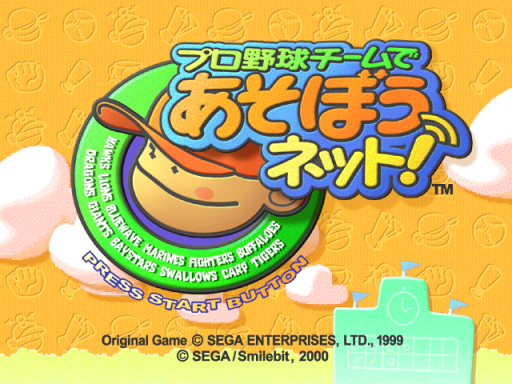 プロ野球チームで
あそぼう
ネット!
TM
HAWKS LIONS BLUEWAVE MARINES FIGHTERS BUFFALOES
DRAGONS GIANTS BAYSTARS SWALLOWS CARP TIGERS
PRESS START BUTTON
Original Game © SEGA ENTERPRISES, LTD., 1999
© SEGA/Smilebit, 2000